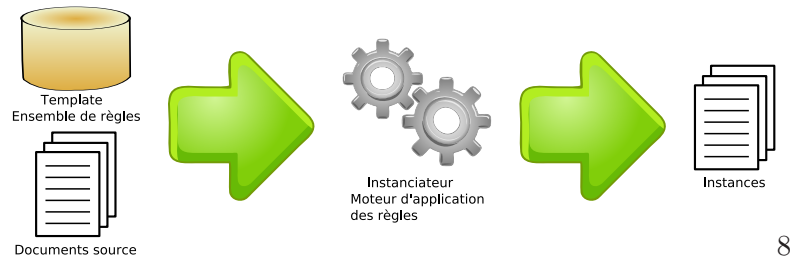 Template
Ensemble de règles
Documents source
Instanciateur
Moteur d'application
des règles
Instances
8